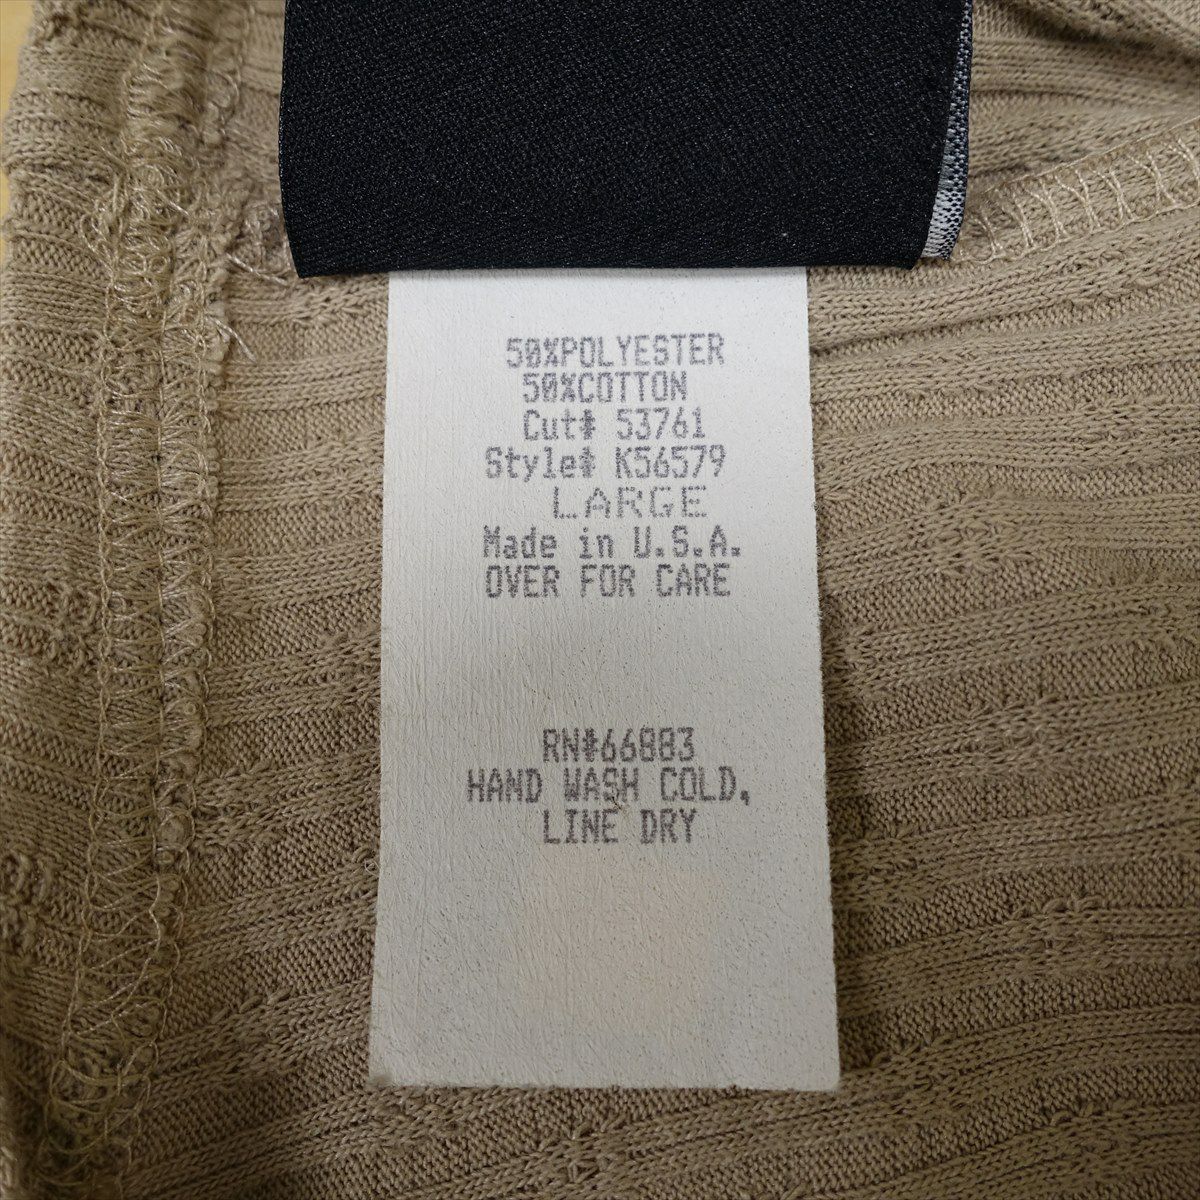 50%POLYESTER
50%COTTON
Cut# 53761
Style# K56579
LARGE
Made in U.S.A.
OVER FOR CARE
RN#66883
HAND WASH COLD,
LINE DRY